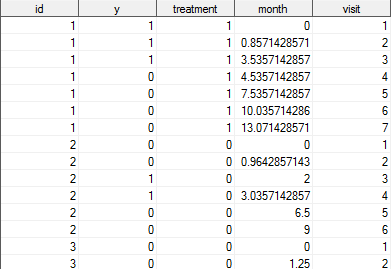 id y treatment month visit
1 1 1 0 1
1 1 1 0.8571428571 2
1 1 1 3.5357142857 3
1 0 1 4.5357142857 4
1 0 1 7.5357142857 5
1 0 1 10.035714286 6
1 0 1 13.071428571 7
2 0 0 0 1
2 0 0 0.9642857143 2
2 1 0 2 3
2 1 0 3.0357142857 4
2 0 0 6.5 5
2 0 0 9 6
3 0 0 0 1
3 0 0 1.25 2